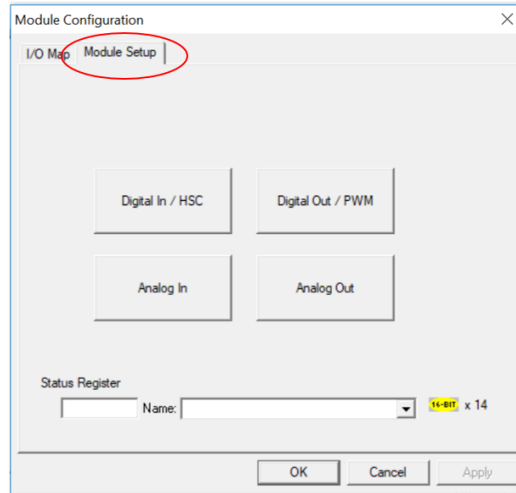 Module Configuration
I/O Map Module Setup
Digital In / HSC Digital Out / PWM
Analog In Analog Out
Status Register
Name: 16-BIT x 14
OK Cancel Apply